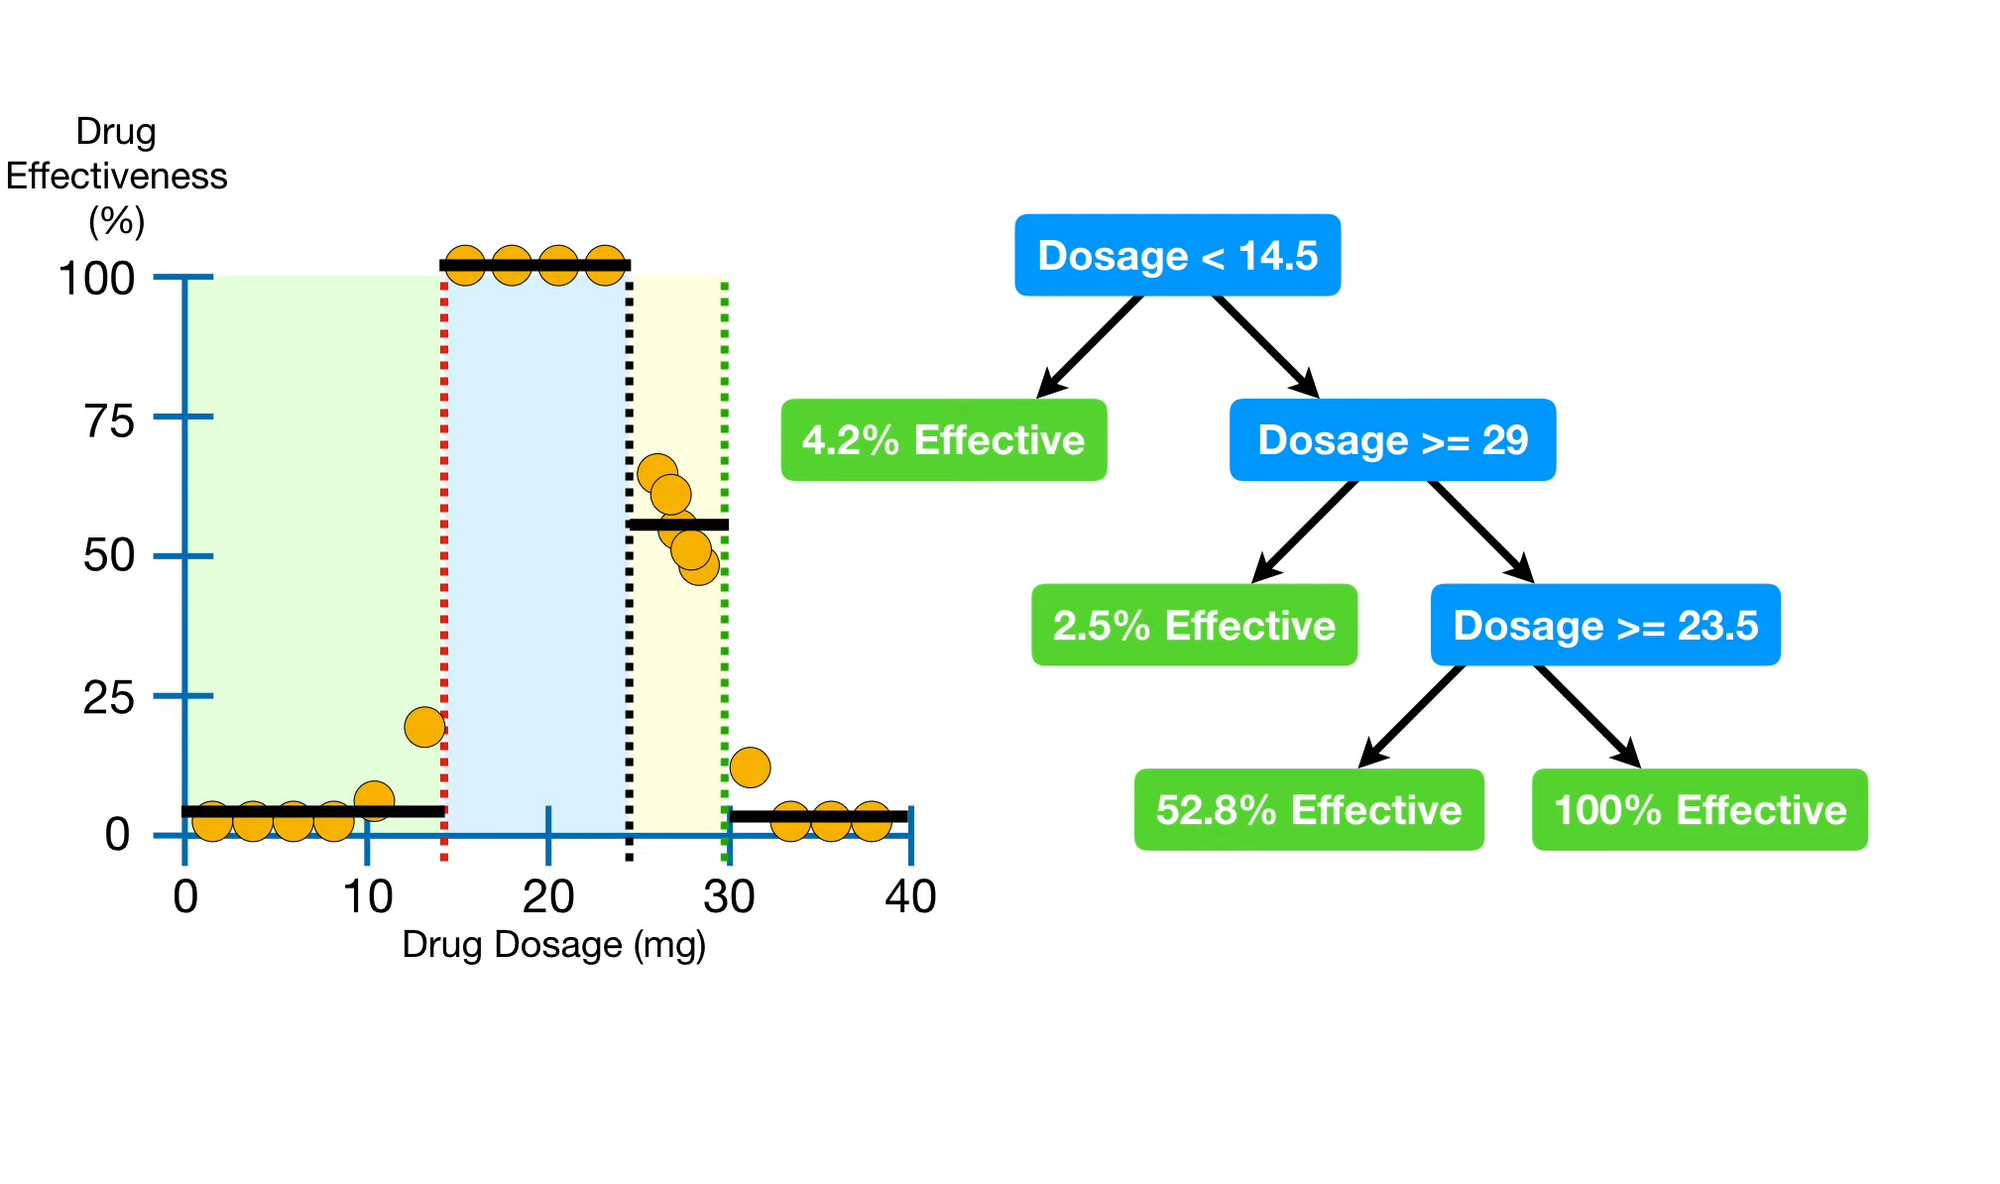 Drug
Effectiveness
(%)
100
75
50
25
0
0 10 20 30 40
Drug Dosage (mg)
Dosage < 14.5
4.2% Effective
Dosage >= 29
2.5% Effective
Dosage >= 23.5
52.8% Effective
100% Effective